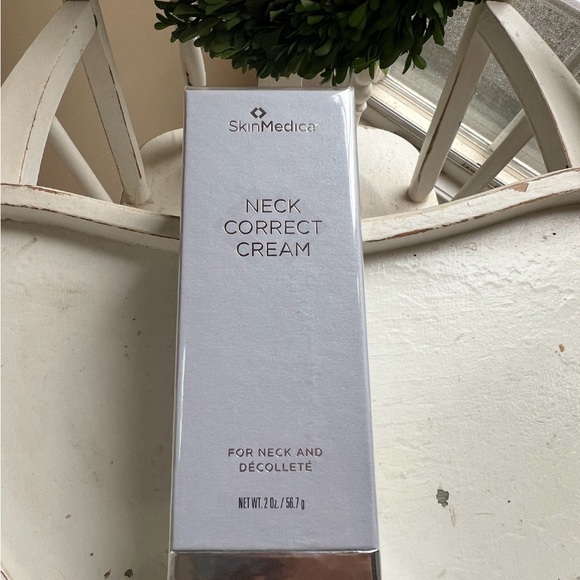 SkinMedica
NECK
CORRECT
CREAM
FOR NECK AND
DÉCOLLETÉ
NET WT. 2 Oz. / 56.7 g